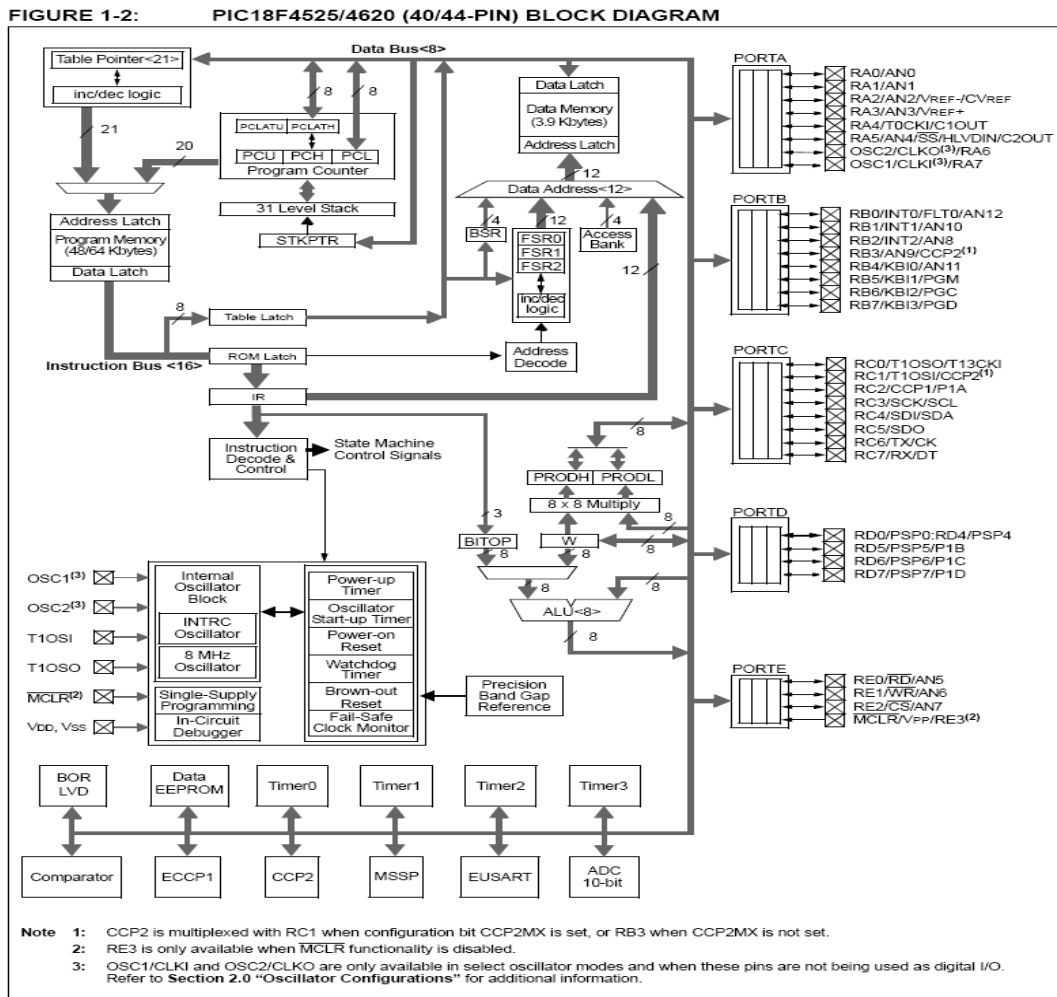 FIGURE 1-2: PIC18F4525/4620 (40/44-PIN) BLOCK DIAGRAM
Data Bus<8>
Table Pointer<21>
inc/dec logic
21
20
8
8
PCLATU PCLATH
PCU PCH PCL
Program Counter
31 Level Stack
STKPTR
Address Latch
Program Memory
(48/64 Kbytes)
Data Latch
8
Table Latch
Instruction Bus <16>
ROM Latch
IR
Data Latch
Data Memory
(3.9 Kbytes)
Address Latch
12
Data Address<12>
4
12
4
BSR
FSR0
FSR1
FSR2
inc/dec
logic
Access
Bank
12
Address
Decode
Instruction
Decode &
Control
State Machine
Control Signals
8
PRODH PRODL
8 x 8 Multiply
3
8
BITOP
W
8
8
8
8
8
ALU<8>
8
OSC1(3)
OSC2(3)
T1OSI
T1OSO
MCLR(2)
VDD, VSS
Internal
Oscillator
Block
INTRC
Oscillator
8 MHz
Oscillator
Single-Supply
Programming
In-Circuit
Debugger
Power-up
Timer
Oscillator
Start-up Timer
Power-on
Reset
Watchdog
Timer
Brown-out
Reset
Fail-Safe
Clock Monitor
Precision
Band Gap
Reference
PORTA
RA0/AN0
RA1/AN1
RA2/AN2/VREF-/CVREF
RA3/AN3/VREF+
RA4/T0CKI/C1OUT
RA5/AN4/SS/HLVDIN/C2OUT
OSC2/CLKO(3)/RA6
OSC1/CLKI(3)/RA7
PORTB
RB0/INT0/FLT0/AN12
RB1/INT1/AN10
RB2/INT2/AN8
RB3/AN9/CCP2(1)
RB4/KBI0/AN11
RB5/KBI1/PGM
RB6/KBI2/PGC
RB7/KBI3/PGD
PORTC
RC0/T1OSO/T13CKI
RC1/T1OSI/CCP2(1)
RC2/CCP1/P1A
RC3/SCK/SCL
RC4/SDI/SDA
RC5/SDO
RC6/TX/CK
RC7/RX/DT
PORTD
RD0/PSP0:RD4/PSP4
RD5/PSP5/P1B
RD6/PSP6/P1C
RD7/PSP7/P1D
PORTE
RE0/RD/AN5
RE1/WR/AN6
RE2/CS/AN7
MCLR/VPP/RE3(2)
BOR
LVD
Data
EEPROM
Timer0
Timer1
Timer2
Timer3
Comparator
ECCP1
CCP2
MSSP
EUSART
ADC
10-bit
Note 1: CCP2 is multiplexed with RC1 when configuration bit CCP2MX is set, or RB3 when CCP2MX is not set.
2: RE3 is only available when MCLR functionality is disabled.
3: OSC1/CLKI and OSC2/CLKO are only available in select oscillator modes and when these pins are not being used as digital I/O.
Refer to Section 2.0 “Oscillator Configurations” for additional information.